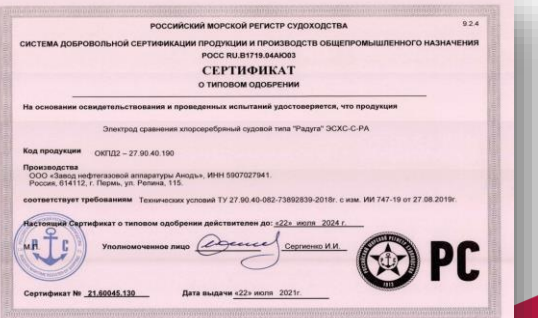 РОССИЙСКИЙ МОРСКОЙ РЕГИСТР СУДОХОДСТВА
9.2.4
СИСТЕМА ДОБРОВОЛЬНОЙ СЕРТИФИКАЦИИ ПРОДУКЦИИ И ПРОИЗВОДСТВ ОБЩЕПРОМЫШЛЕННОГО НАЗНАЧЕНИЯ
РОСС RU.В1719.04АЮ03
СЕРТИФИКАТ
О ТИПОВОМ ОДОБРЕНИИ
На основании освидетельствования и проведенных испытаний удостоверяется, что продукция
Электрод сравнения хлорсеребряный судовой типа "Радуга" ЭСХС-С-РА
Код продукции ОКПД2 – 27.90.40.190
Производства
ООО «Завод нефтегазовой аппаратуры Анодъ», ИНН 5907027941.
Россия, 614112, г. Пермь, ул. Репина, 115.
соответствует требованиям Технических условий ТУ 27.90.40-082-73892839-2018г. с изм. ИИ 747-19 от 27.08.2019г.
Настоящий Сертификат о типовом одобрении действителен до: «22» июля 2024 г.
М.П. Уполномоченное лицо Сергиенко И.И.
РС
Сертификат № 21.60045.130 Дата выдачи «22» июля 2021г.